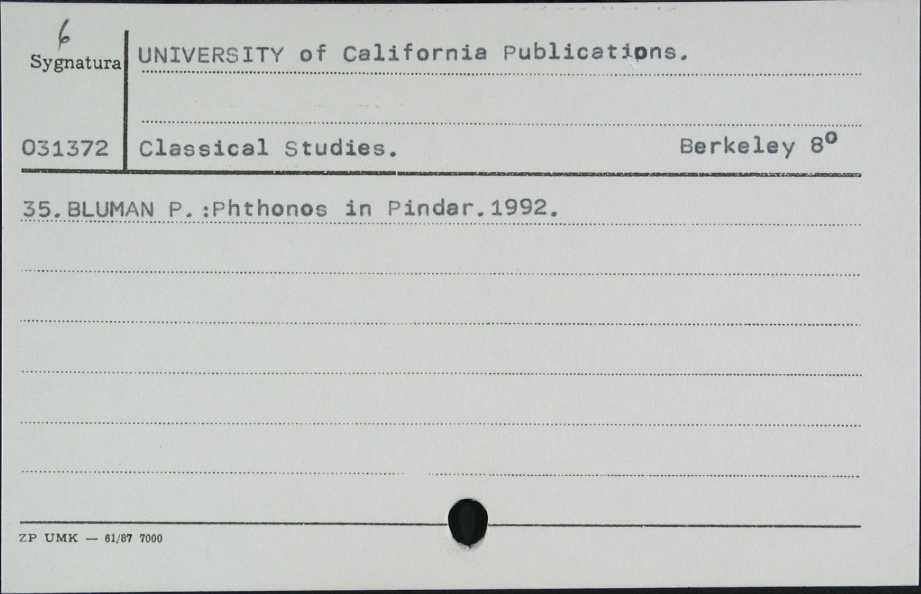 6
Sygnatura UNIVERSITY of California Publications.
031372 Classical Studies. Berkeley 8°
35. BLUMAN P.:Phthonos in Pindar.1992.
ZP UMK — 61/87 7000